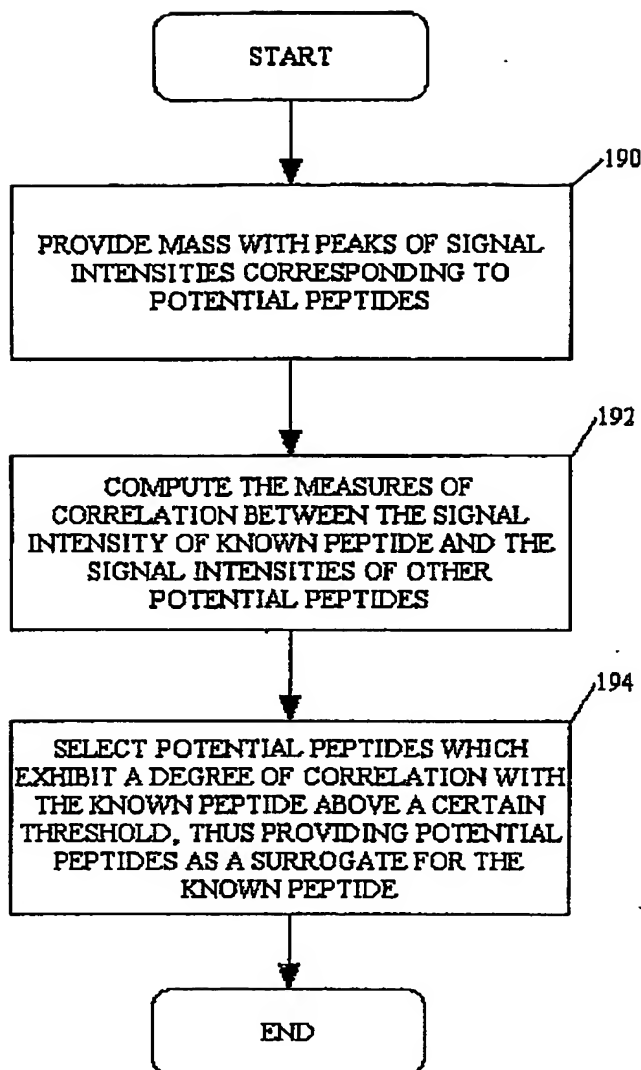 START
190
PROVIDE MASS WITH PEAKS OF SIGNAL
INTENSITIES CORRESPONDING TO
POTENTIAL PEPTIDES
192
COMPUTE THE MEASURES OF
CORRELATION BETWEEN THE SIGNAL
INTENSITY OF KNOWN PEPTIDE AND THE
SIGNAL INTENSITIES OF OTHER
POTENTIAL PEPTIDES
194
SELECT POTENTIAL PEPTIDES WHICH
EXHIBIT A DEGREE OF CORRELATION WITH
THE KNOWN PEPTIDE ABOVE A CERTAIN
THRESHOLD, THUS PROVIDING POTENTIAL
PEPTIDES AS A SURROGATE FOR THE
KNOWN PEPTIDE
END